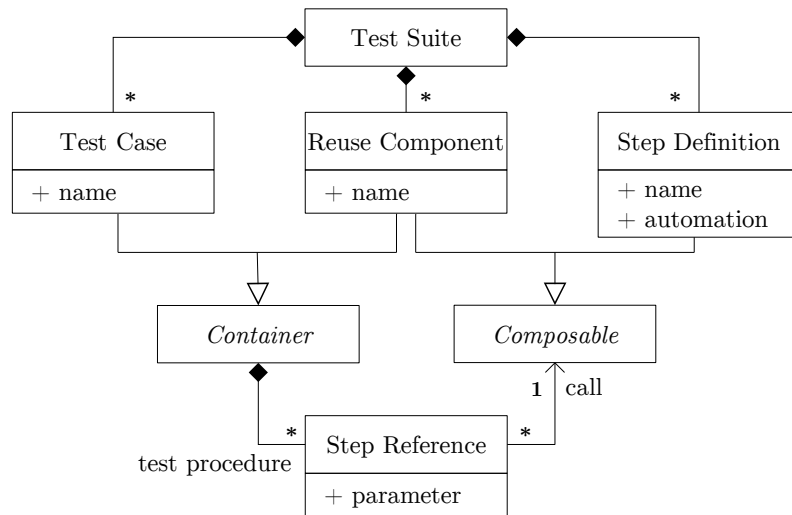 Test Suite
*
*
*
Test Case
Reuse Component
Step Definition
+ name
+ name
+ name
+ automation
Container
Composable
1
call
*
*
test procedure
Step Reference
+ parameter